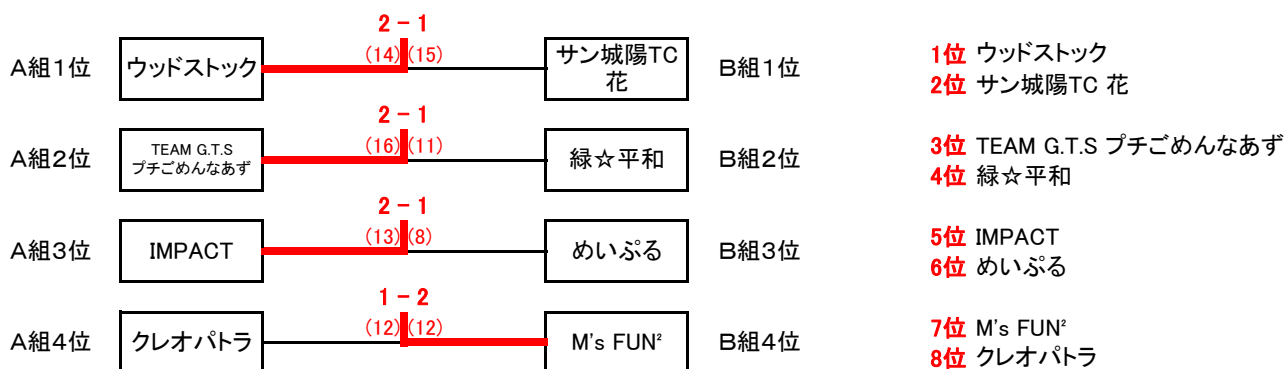 2 - 1
A組1位 ウッドストック (14) (15) サン城陽TC B組1位
花
1位 ウッドストック
2位 サン城陽TC 花
2 - 1
A組2位 TEAM G.T.S (16) (11) 緑☆平和 B組2位
プチごめんなあず
3位 TEAM G.T.S プチごめんなあず
4位 緑☆平和
2 - 1
A組3位 IMPACT (13) (8) めいぷる B組3位
5位 IMPACT
6位 めいぷる
1 - 2
A組4位 クレオパトラ (12) (12) M's FUN² B組4位
7位 M's FUN²
8位 クレオパトラ